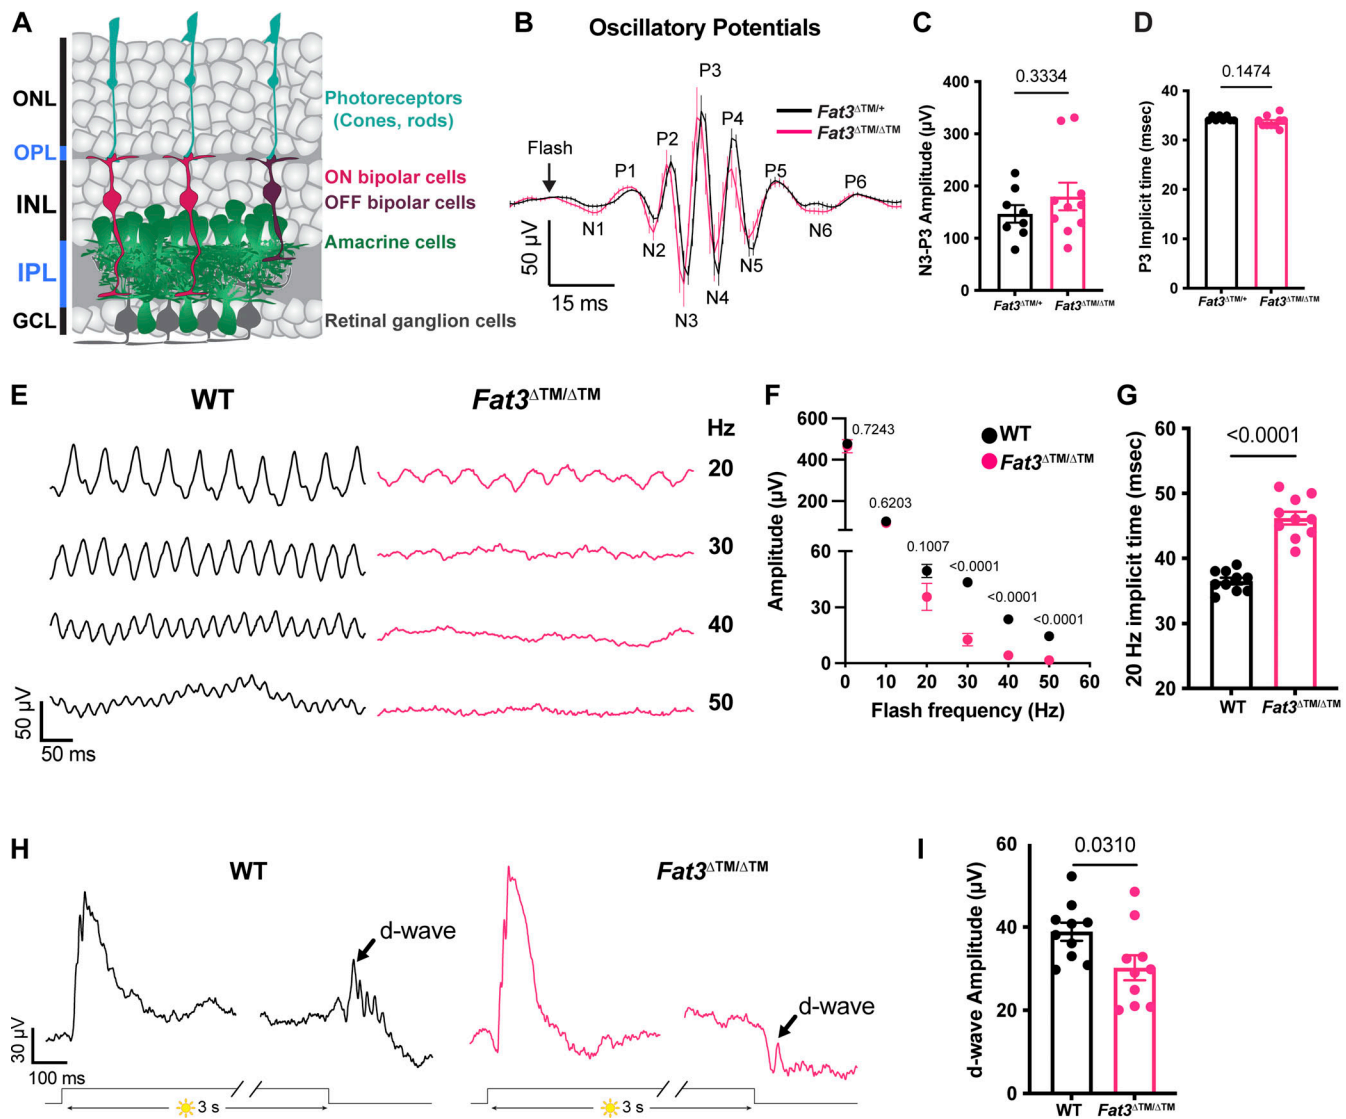 A
ONL
OPL
INL
IPL
GCL
Photoreceptors
(Cones, rods)
ON bipolar cells
OFF bipolar cells
Amacrine cells
Retinal ganglion cells
B
Oscillatory Potentials
Flash
P1
P2
P3
P4
P5
P6
N1
N2
N3
N4
N5
N6
Fat3ΔTM/+
Fat3ΔTM/ΔTM
50 µV
15 ms
C
0.3334
N3-P3 Amplitude (µV)
400
300
200
100
0
Fat3ΔTM/+
Fat3ΔTM/ΔTM
D
0.1474
P3 Implicit time (msec)
40
30
20
10
0
Fat3ΔTM/+
Fat3ΔTM/ΔTM
E
WT
Fat3ΔTM/ΔTM
Hz
20
30
40
50
50 µV
50 ms
F
WT
Fat3ΔTM/ΔTM
Amplitude (µV)
600
400
200
60
30
0
0.7243
0.6203
0.1007
<0.0001
<0.0001
<0.0001
0 10 20 30 40 50 60
Flash frequency (Hz)
G
<0.0001
20 Hz implicit time (msec)
60
50
40
30
20
WT
Fat3ΔTM/ΔTM
H
WT
d-wave
Fat3ΔTM/ΔTM
d-wave
30 µV
100 ms
3 s
3 s
I
0.0310
d-wave Amplitude (µV)
60
40
20
0
WT
Fat3ΔTM/ΔTM